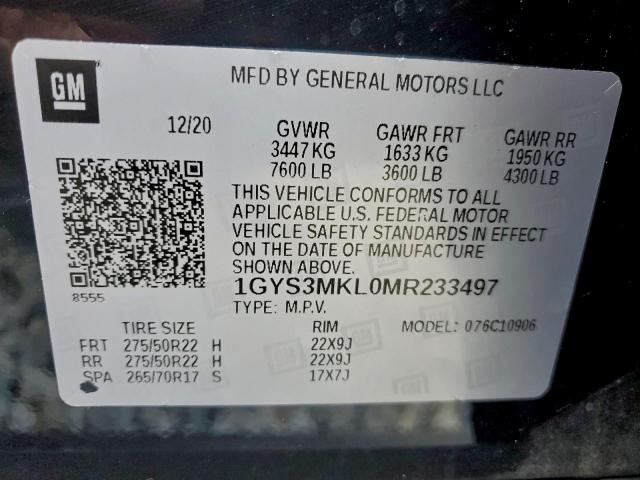 GM
MFD BY GENERAL MOTORS LLC
12/20 GVWR GAWR FRT GAWR RR
3447 KG 1633 KG 1950 KG
7600 LB 3600 LB 4300 LB
THIS VEHICLE CONFORMS TO ALL
APPLICABLE U.S. FEDERAL MOTOR
VEHICLE SAFETY STANDARDS IN EFFECT
ON THE DATE OF MANUFACTURE
SHOWN ABOVE.
8555 1GYS3MKL0MR233497
TYPE: M.P.V.
TIRE SIZE RIM MODEL: 076C10906
FRT 275/50R22 H 22X9J
RR 275/50R22 H 22X9J
SPA 265/70R17 S 17X7J